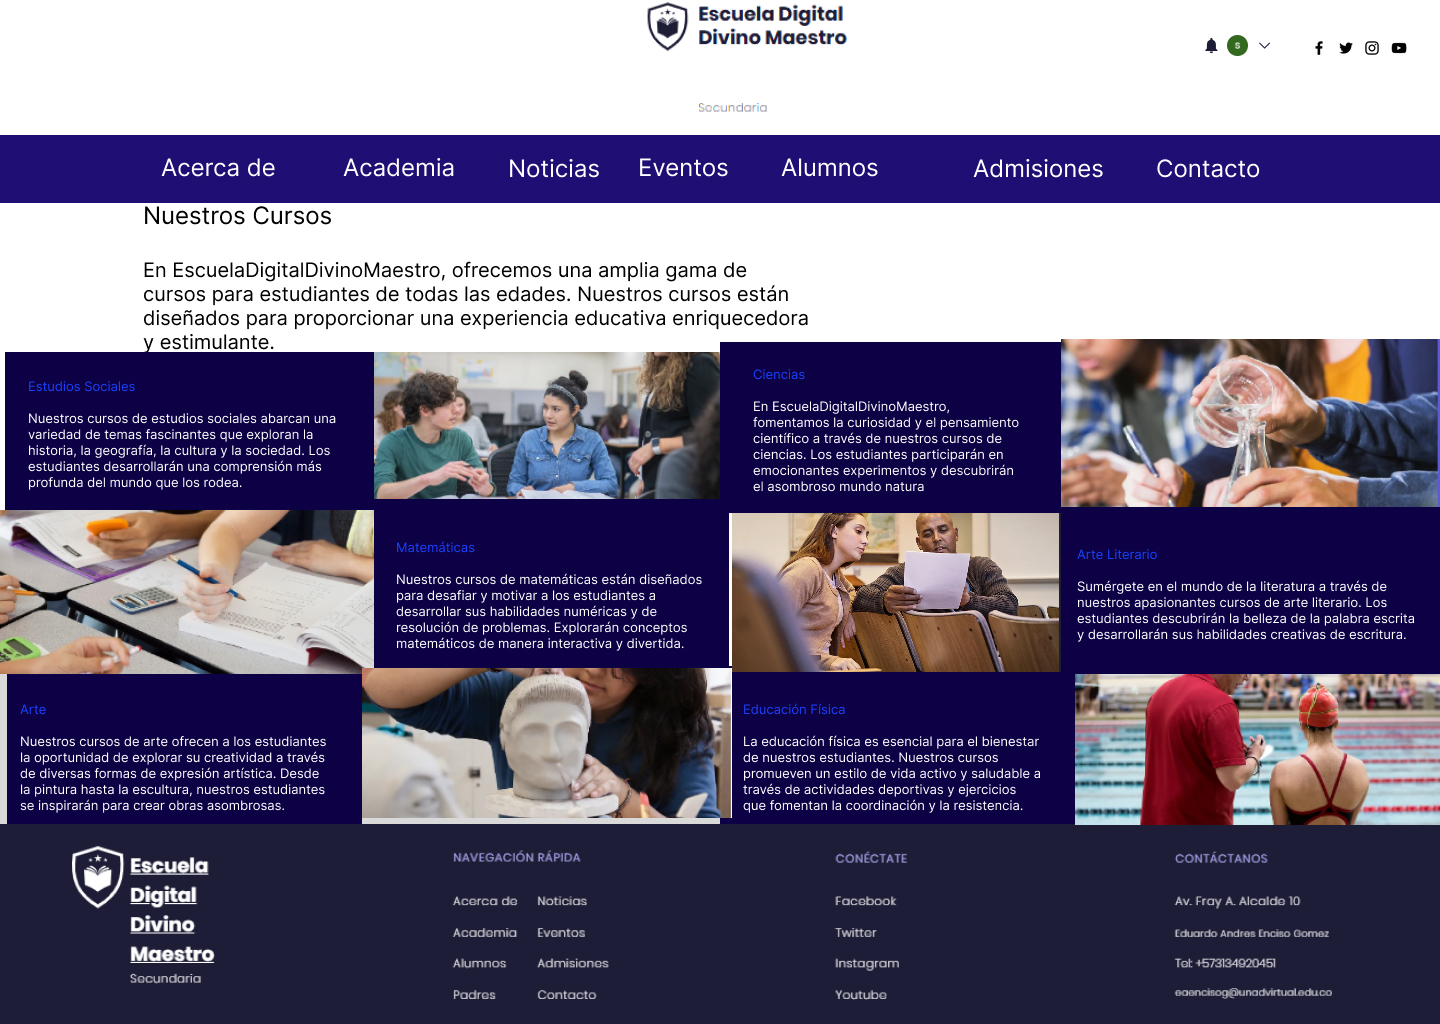 Escuela Digital
Divino Maestro
S
Secundaria
Acerca de
Academia
Noticias
Eventos
Alumnos
Admisiones
Contacto
Nuestros Cursos
En EscuelaDigitalDivinoMaestro, ofrecemos una amplia gama de
cursos para estudiantes de todas las edades. Nuestros cursos están
diseñados para proporcionar una experiencia educativa enriquecedora
y estimulante.
Estudios Sociales
Nuestros cursos de estudios sociales abarcan una
variedad de temas fascinantes que exploran la
historia, la geografía, la cultura y la sociedad. Los
estudiantes desarrollarán una comprensión más
profunda del mundo que los rodea.
Ciencias
En EscuelaDigitalDivinoMaestro,
fomentamos la curiosidad y el pensamiento
científico a través de nuestros cursos de
ciencias. Los estudiantes participarán en
emocionantes experimentos y descubrirán
el asombroso mundo natura
Matemáticas
Nuestros cursos de matemáticas están diseñados
para desafiar y motivar a los estudiantes a
desarrollar sus habilidades numéricas y de
resolución de problemas. Explorarán conceptos
matemáticos de manera interactiva y divertida.
Arte Literario
Sumérgete en el mundo de la literatura a través de
nuestros apasionantes cursos de arte literario. Los
estudiantes descubrirán la belleza de la palabra escrita
y desarrollarán sus habilidades creativas de escritura.
Arte
Nuestros cursos de arte ofrecen a los estudiantes
la oportunidad de explorar su creatividad a través
de diversas formas de expresión artística. Desde
la pintura hasta la escultura, nuestros estudiantes
se inspirarán para crear obras asombrosas.
Educación Física
La educación física es esencial para el bienestar
de nuestros estudiantes. Nuestros cursos
promueven un estilo de vida activo y saludable a
través de actividades deportivas y ejercicios
que fomentan la coordinación y la resistencia.
Escuela
Digital
Divino
Maestro
Secundaria
NAVEGACIÓN RÁPIDA
Acerca de
Noticias
Academia
Eventos
Alumnos
Admisiones
Padres
Contacto
CONÉCTATE
Facebook
Twitter
Instagram
Youtube
CONTÁCTANOS
Av. Fray A. Alcalde 10
Eduardo Andres Enciso Gomez
Tel: +573134920451
eaencisog@unadvirtual.edu.co